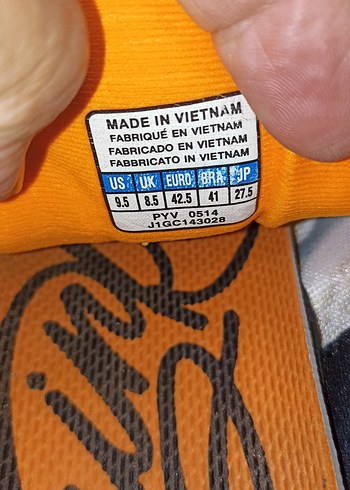 MADE IN VIETNAM
FABRIQUÉ EN VIETNAM
FABRICADO EN VIETNAM
FABBRICATO IN VIETNAM
US UK EURO BRA JP
9.5 8.5 42.5 41 27.5
PYV 0514
J1GC143028